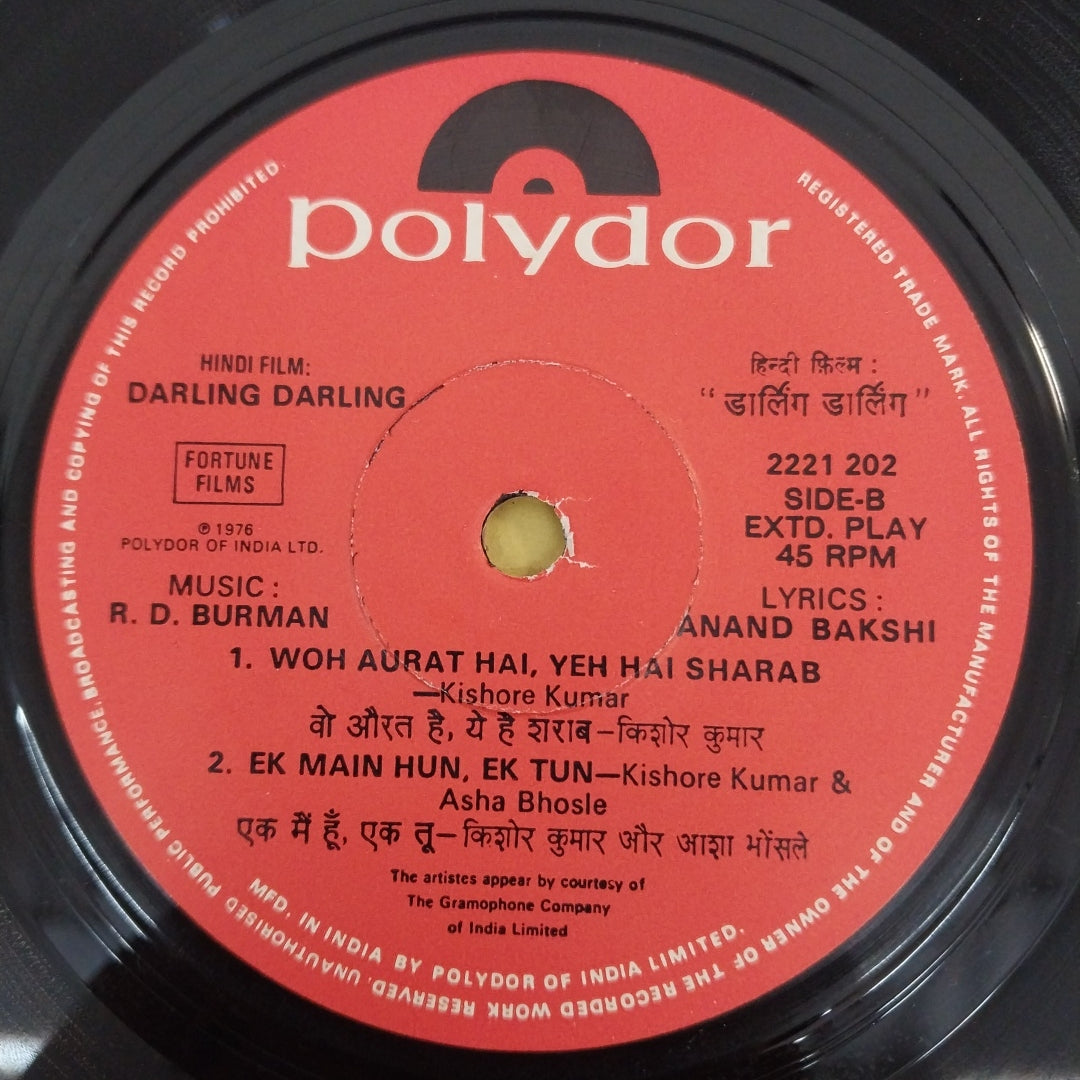 polydor
HINDI FILM:
DARLING DARLING
हिन्दी फ़िल्म :
“डार्लिंग डार्लिंग”
FORTUNE
FILMS
℗ 1976
POLYDOR OF INDIA LTD.
2221 202
SIDE-B
EXTD. PLAY
45 RPM
MUSIC :
R. D. BURMAN
LYRICS :
ANAND BAKSHI
1. WOH AURAT HAI, YEH HAI SHARAB
—Kishore Kumar
वो औरत है, ये है शराब–किशोर कुमार
2. EK MAIN HUN, EK TUN—Kishore Kumar &
Asha Bhosle
एक मैं हूँ, एक तू–किशोर कुमार और आशा भोंसले
The artistes appear by courtesy of
The Gramophone Company
of India Limited
MFD. IN INDIA BY POLYDOR OF INDIA LIMITED.
REGISTERED TRADE MARK. ALL RIGHTS OF THE MANUFACTURER AND OF THE OWNER OF THE RECORDED WORK RESERVED. UNAUTHORISED PUBLIC PERFORMANCE, BROADCASTING AND COPYING OF THIS RECORD PROHIBITED